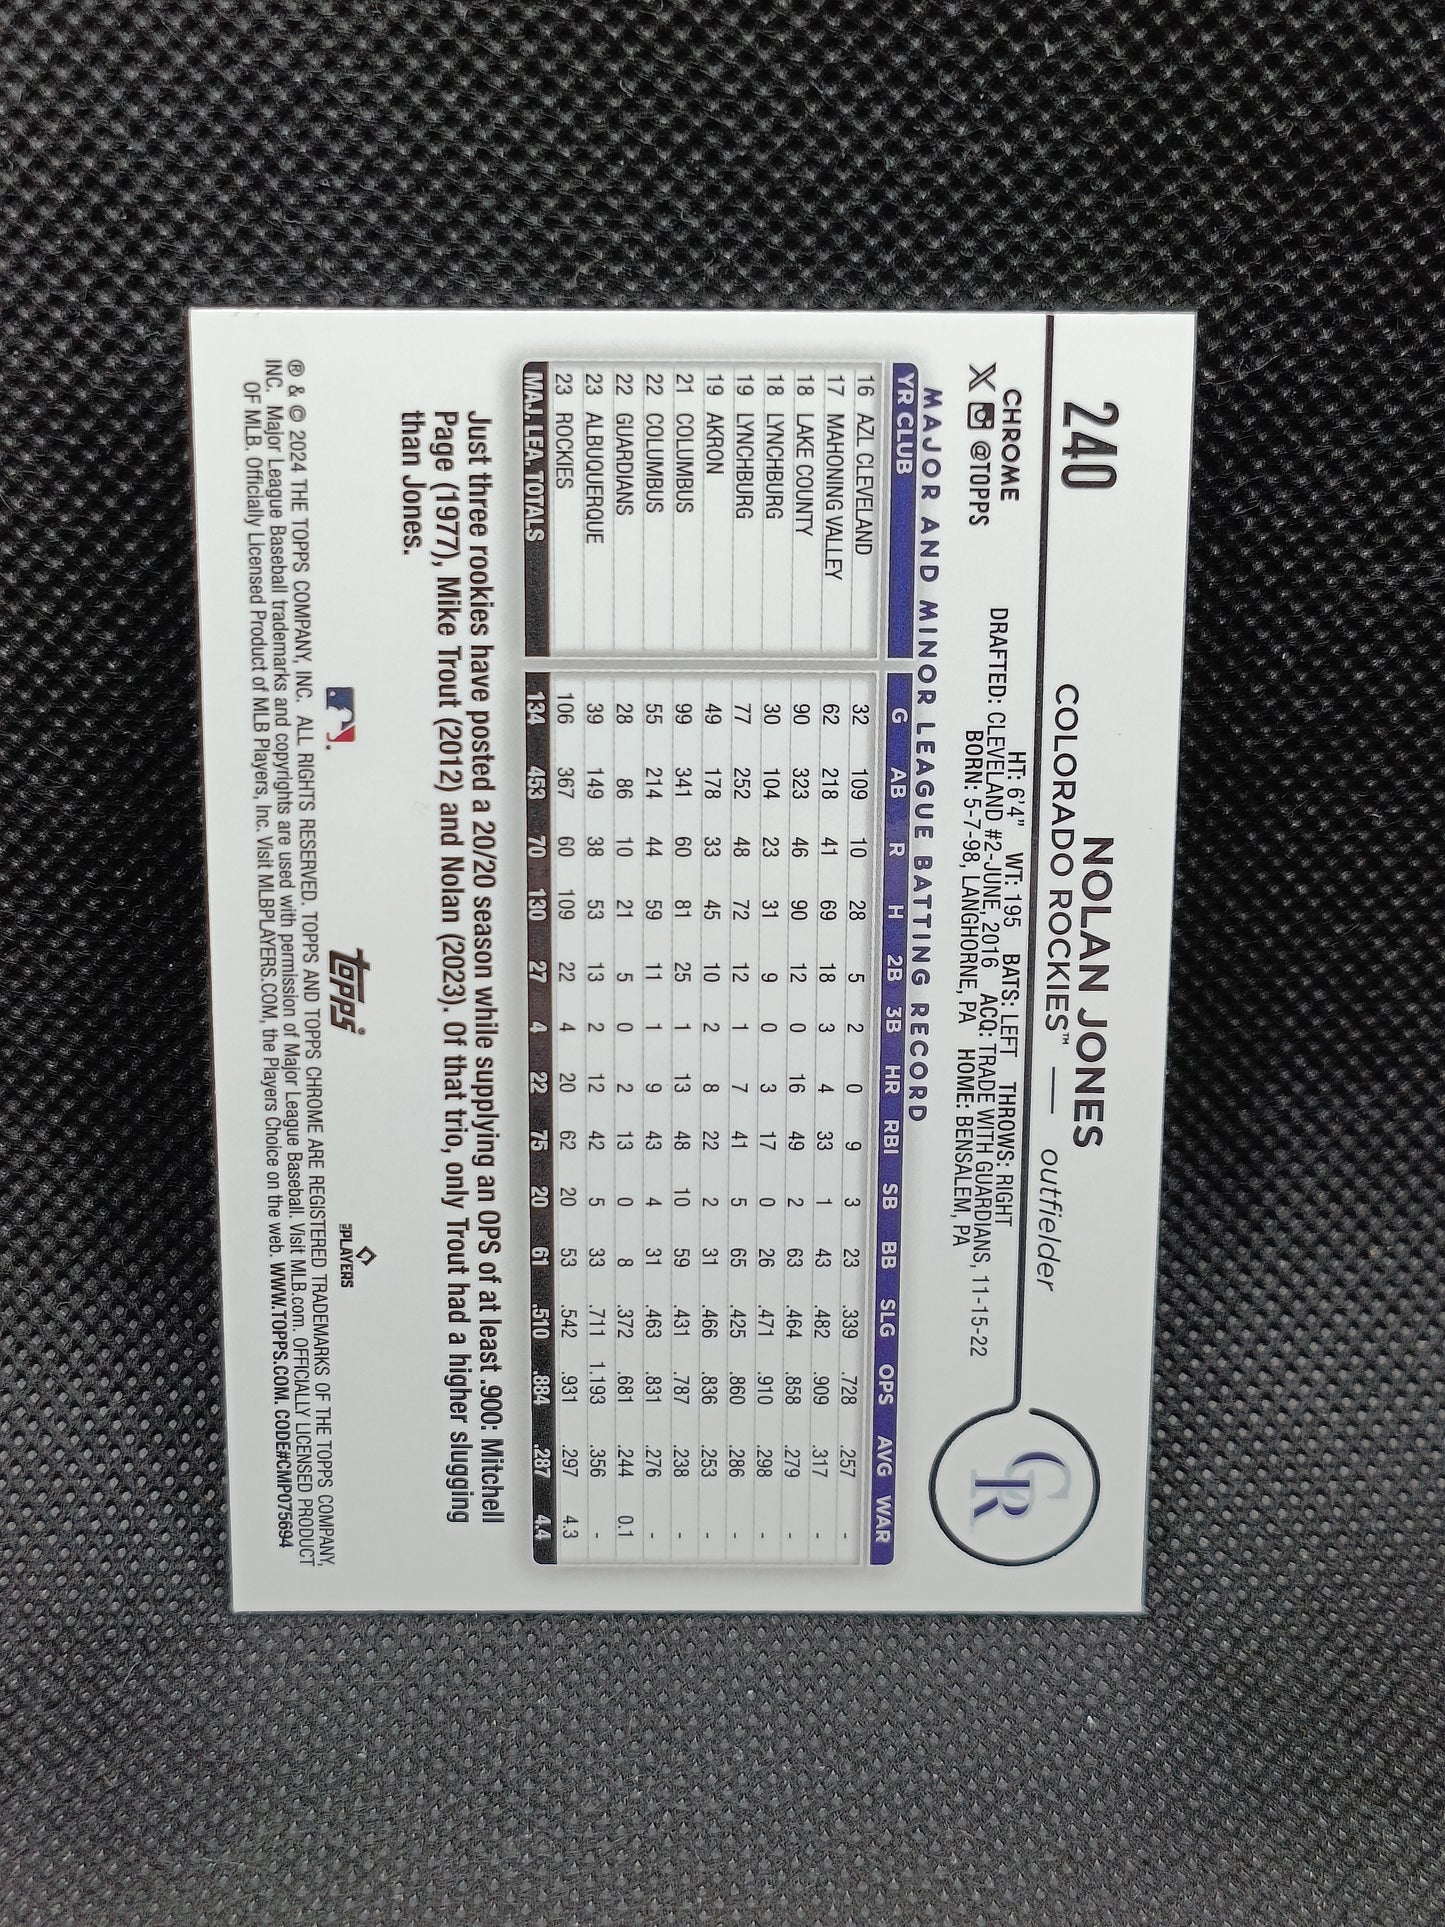 240
NOLAN JONES
COLORADO ROCKIES™ — outfielder
CR
CHROME
@TOPPS
HT: 6'4" WT: 195 BATS: LEFT THROWS: RIGHT
DRAFTED: CLEVELAND #2-JUNE, 2016 ACQ: TRADE WITH GUARDIANS, 11-15-22
BORN: 5-7-98, LANGHORNE, PA HOME: BENSALEM, PA
MAJOR AND MINOR LEAGUE BATTING RECORD
YR CLUB G AB R H 2B 3B HR RBI SB BB SLG OPS AVG WAR
16 AZL CLEVELAND 32 109 10 28 5 2 0 9 3 23 .339 .728 .257 -
17 MAHONING VALLEY 62 218 41 69 18 3 4 33 1 43 .482 .909 .317 -
18 LAKE COUNTY 90 323 46 90 12 0 16 49 2 63 .464 .858 .279 -
18 LYNCHBURG 30 104 23 31 9 0 3 17 0 26 .471 .910 .298 -
19 LYNCHBURG 77 252 48 72 12 1 7 41 5 65 .425 .860 .286 -
19 AKRON 49 178 33 45 10 2 8 22 2 31 .466 .836 .253 -
21 COLUMBUS 99 341 60 81 25 1 13 48 10 59 .431 .787 .238 -
22 COLUMBUS 55 214 44 59 11 1 9 43 4 31 .463 .831 .276 -
22 GUARDIANS 28 86 10 21 5 0 2 13 0 8 .372 .681 .244 0.1
23 ALBUQUERQUE 39 149 38 53 13 2 12 42 5 33 .711 1.193 .356 -
23 ROCKIES 106 367 60 109 22 4 20 62 20 53 .542 .931 .297 4.3
MAJ. LEA. TOTALS 134 453 70 130 27 4 22 75 20 61 .510 .884 .287 4.4
Just three rookies have posted a 20/20 season while supplying an OPS of at least .900: Mitchell
Page (1977), Mike Trout (2012) and Nolan (2023). Of that trio, only Trout had a higher slugging
than Jones.
topps®
PLAYERS
® & © 2024 THE TOPPS COMPANY, INC. ALL RIGHTS RESERVED. TOPPS AND TOPPS CHROME ARE REGISTERED TRADEMARKS OF THE TOPPS COMPANY,
INC. Major League Baseball trademarks and copyrights are used with permission of Major League Baseball. Visit MLB.com. OFFICIALLY LICENSED PRODUCT
OF MLB. Officially Licensed Product of MLB Players, Inc. Visit MLBPLAYERS.COM, the Players Choice on the web. WWW.TOPPS.COM. CODE#CMP075694